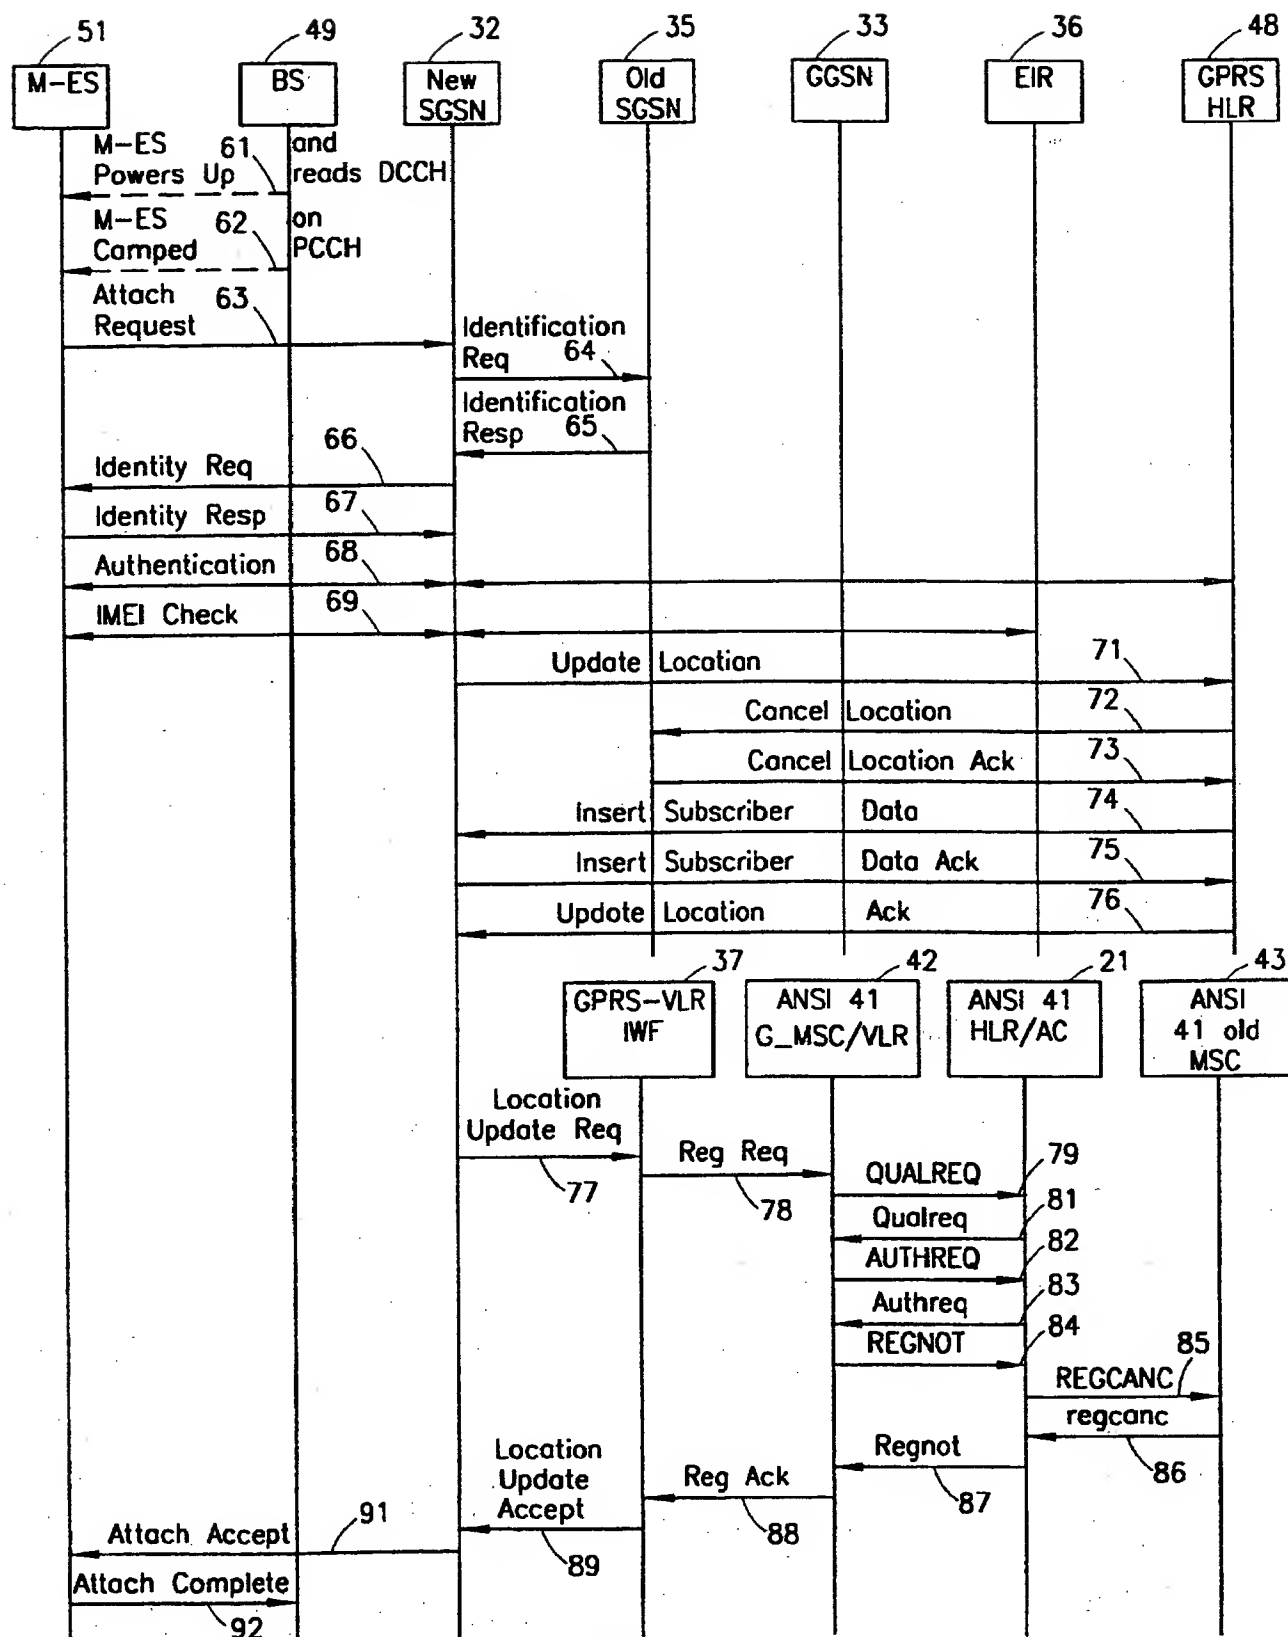 51 49 32 35 33 36 48
M-ES BS New SGSN Old SGSN GGSN EIR GPRS HLR
M-ES 61 and
Powers Up reads DCCH
M-ES 62 on
Camped PCCH
Attach 63
Request
Identification
Req 64
Identification
Resp 65
66
Identity Req
Identity Resp 67
Authentication 68
IMEI Check 69
Update Location 71
Cancel Location 72
Cancel Location Ack 73
Insert Subscriber Data 74
Insert Subscriber Data Ack 75
Update Location Ack 76
37 42 21 43
GPRS-VLR IWF ANSI 41 G_MSC/VLR ANSI 41 HLR/AC ANSI 41 old MSC
Location
Update Req
77
Reg Req
78
QUALREQ 79
Qualreq 81
AUTHREQ 82
Authreq 83
REGNOT 84
REGCANC 85
regcanc
86
Regnot
87
Reg Ack
88
Location
Update
Accept
89
Attach Accept 91
Attach Complete
92